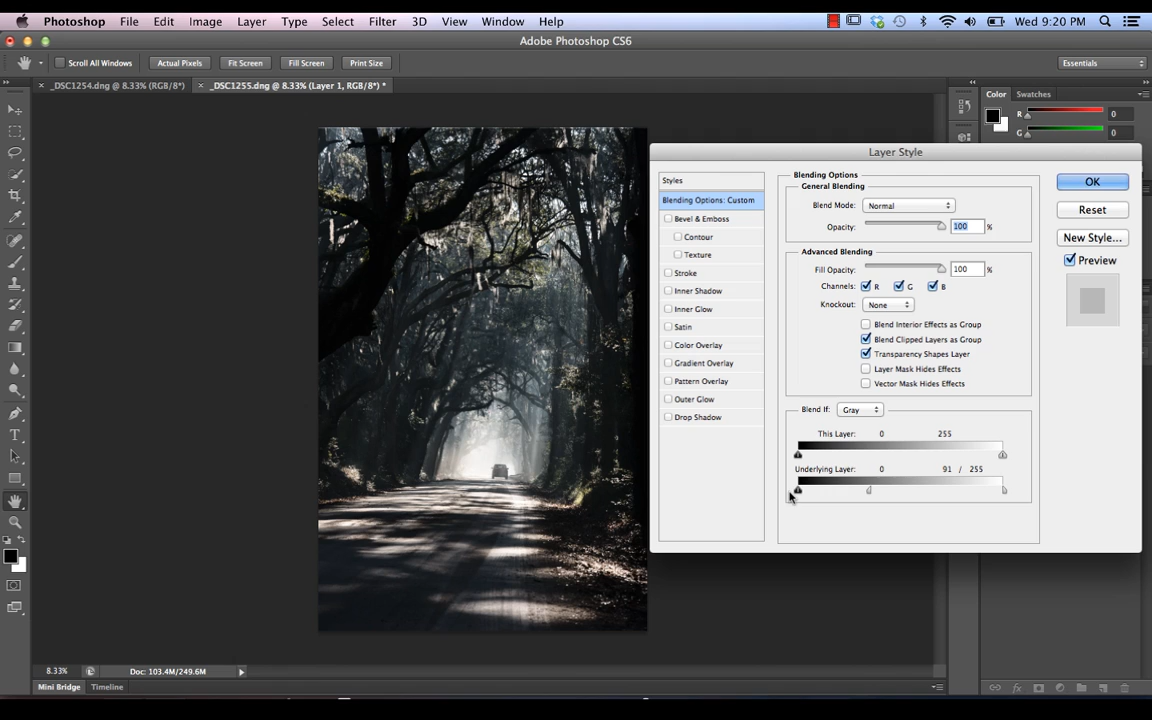 Photoshop File Edit Image Layer Type Select Filter 3D View Window Help Wed 9:20 PM
Adobe Photoshop CS6
Scroll All Windows Actual Pixels Fit Screen Fill Screen Print Size Essentials
_DSC1254.dng @ 8.33% (RGB/8*) _DSC1255.dng @ 8.33% (Layer 1, RGB/8*) *
Color Swatches
R 0
G 0
Layer Style
Styles
Blending Options: Custom
Bevel & Emboss
Contour
Texture
Stroke
Inner Shadow
Inner Glow
Satin
Color Overlay
Gradient Overlay
Pattern Overlay
Outer Glow
Drop Shadow
Blending Options
General Blending
Blend Mode: Normal
Opacity: 100 %
Advanced Blending
Fill Opacity: 100 %
Channels: R G B
Knockout: None
Blend Interior Effects as Group
Blend Clipped Layers as Group
Transparency Shapes Layer
Layer Mask Hides Effects
Vector Mask Hides Effects
Blend If: Gray
This Layer: 0 255
Underlying Layer: 0 91 / 255
OK
Reset
New Style...
Preview
8.33% Doc: 103.4M/249.6M
Mini Bridge Timeline